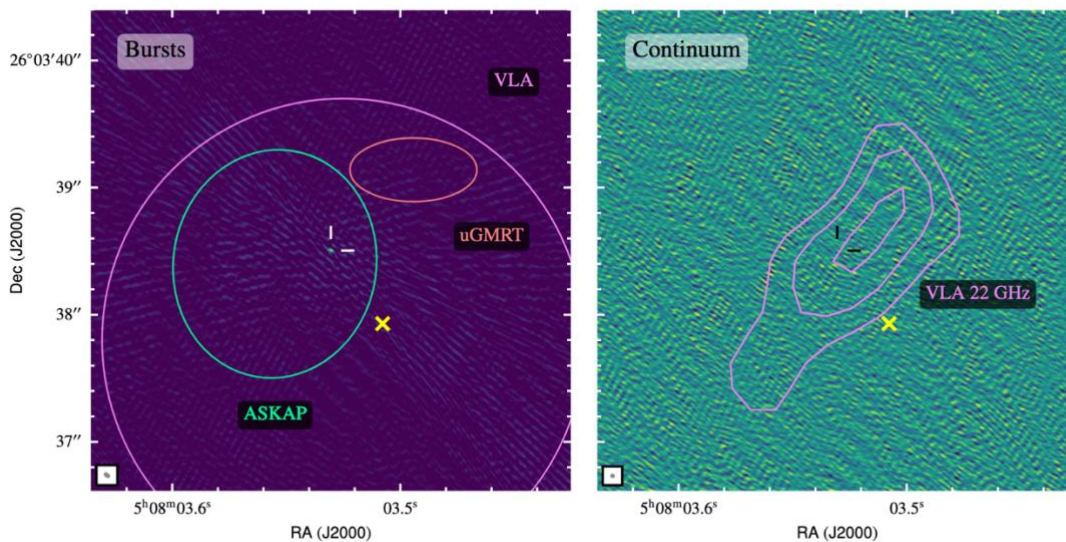 Bursts
VLA
uGMRT
ASKAP
26°03′40″
39″
38″
37″
Dec (J2000)
5ʰ08ᵐ03.6ˢ
03.5ˢ
RA (J2000)
Continuum
VLA 22 GHz
5ʰ08ᵐ03.6ˢ
03.5ˢ
RA (J2000)